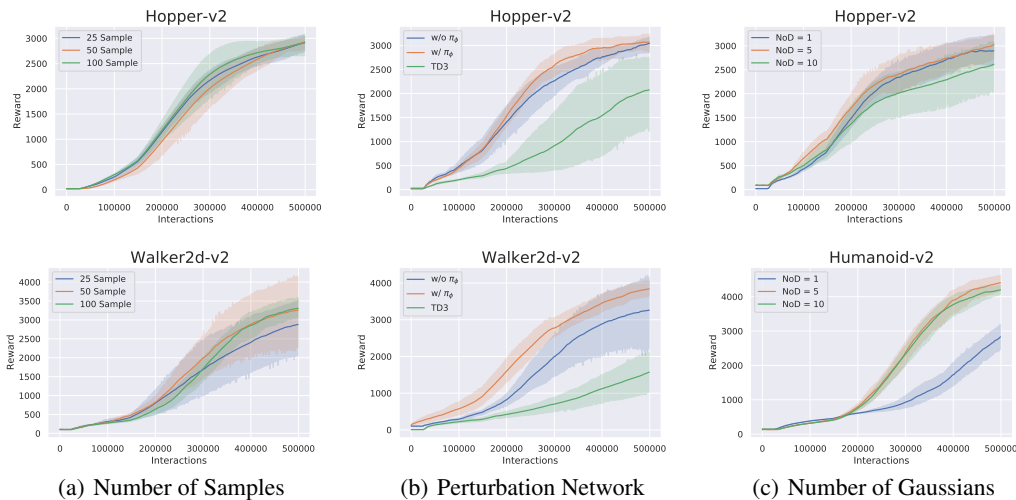 Hopper-v2
25 Sample
50 Sample
100 Sample
Reward
3000
2500
2000
1500
1000
500
0
0 100000 200000 300000 400000 500000
Interactions
Hopper-v2
w/o πϕ
w/ πϕ
TD3
Reward
3000
2500
2000
1500
1000
500
0
0 100000 200000 300000 400000 500000
Interactions
Hopper-v2
NoD = 1
NoD = 5
NoD = 10
Reward
3000
2500
2000
1500
1000
500
0
0 100000 200000 300000 400000 500000
Interactions
Walker2d-v2
25 Sample
50 Sample
100 Sample
Reward
4000
3500
3000
2500
2000
1500
1000
500
0
0 100000 200000 300000 400000 500000
Interactions
Walker2d-v2
w/o πϕ
w/ πϕ
TD3
Reward
4000
3000
2000
1000
0
0 100000 200000 300000 400000 500000
Interactions
Humanoid-v2
NoD = 1
NoD = 5
NoD = 10
Reward
4000
3000
2000
1000
0
0 100000 200000 300000 400000 500000
Interactions
(a) Number of Samples
(b) Perturbation Network
(c) Number of Gaussians